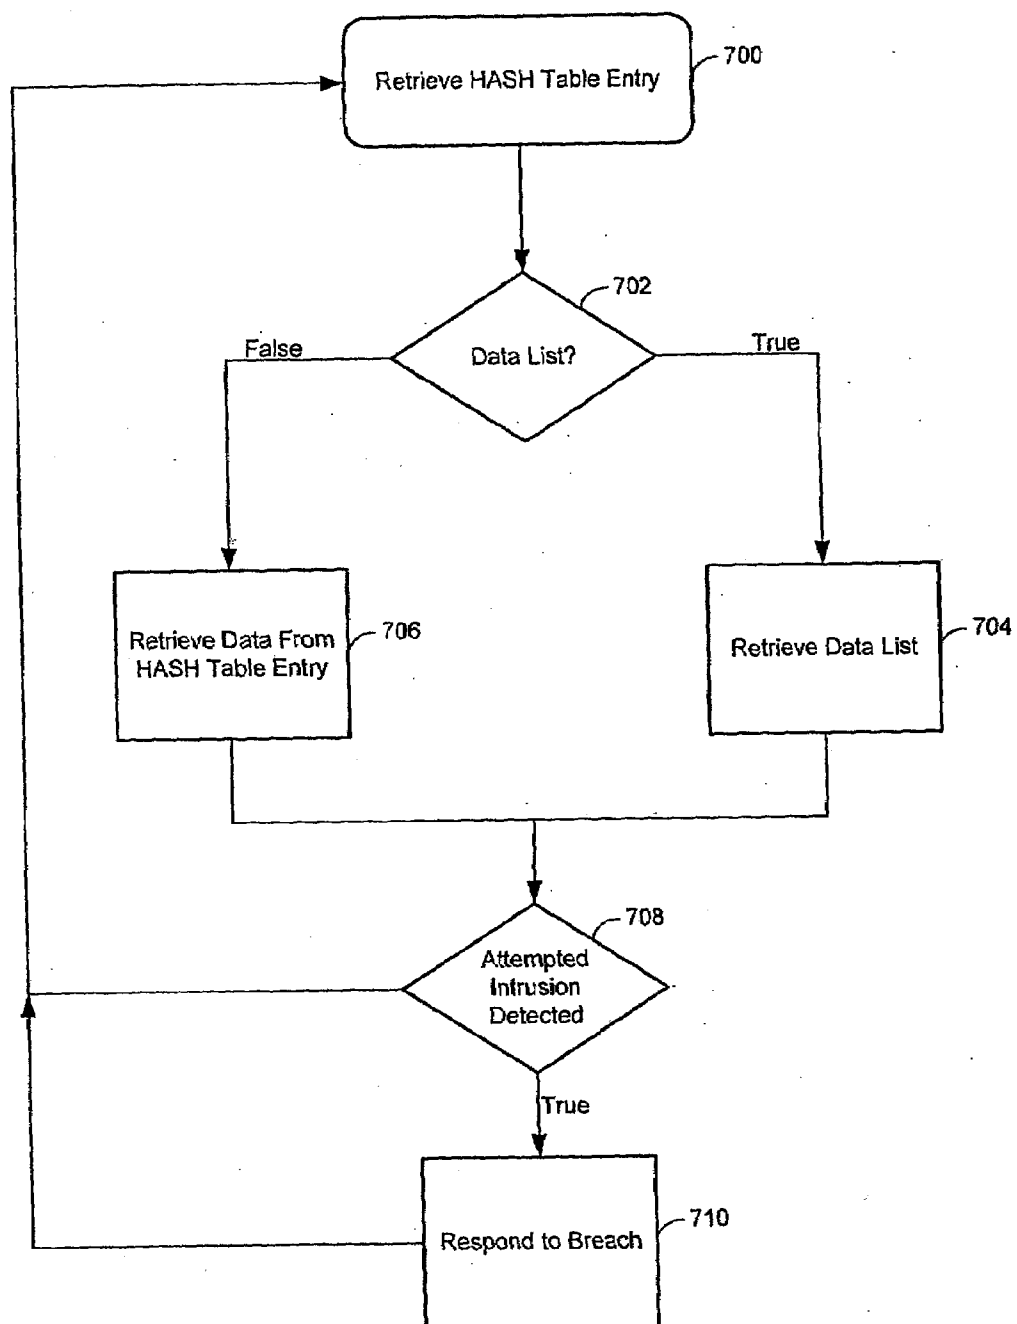 Retrieve HASH Table Entry
700
702
Data List?
False
True
Retrieve Data From
HASH Table Entry
706
Retrieve Data List
704
708
Attempted
Intrusion
Detected
True
Respond to Breach
710